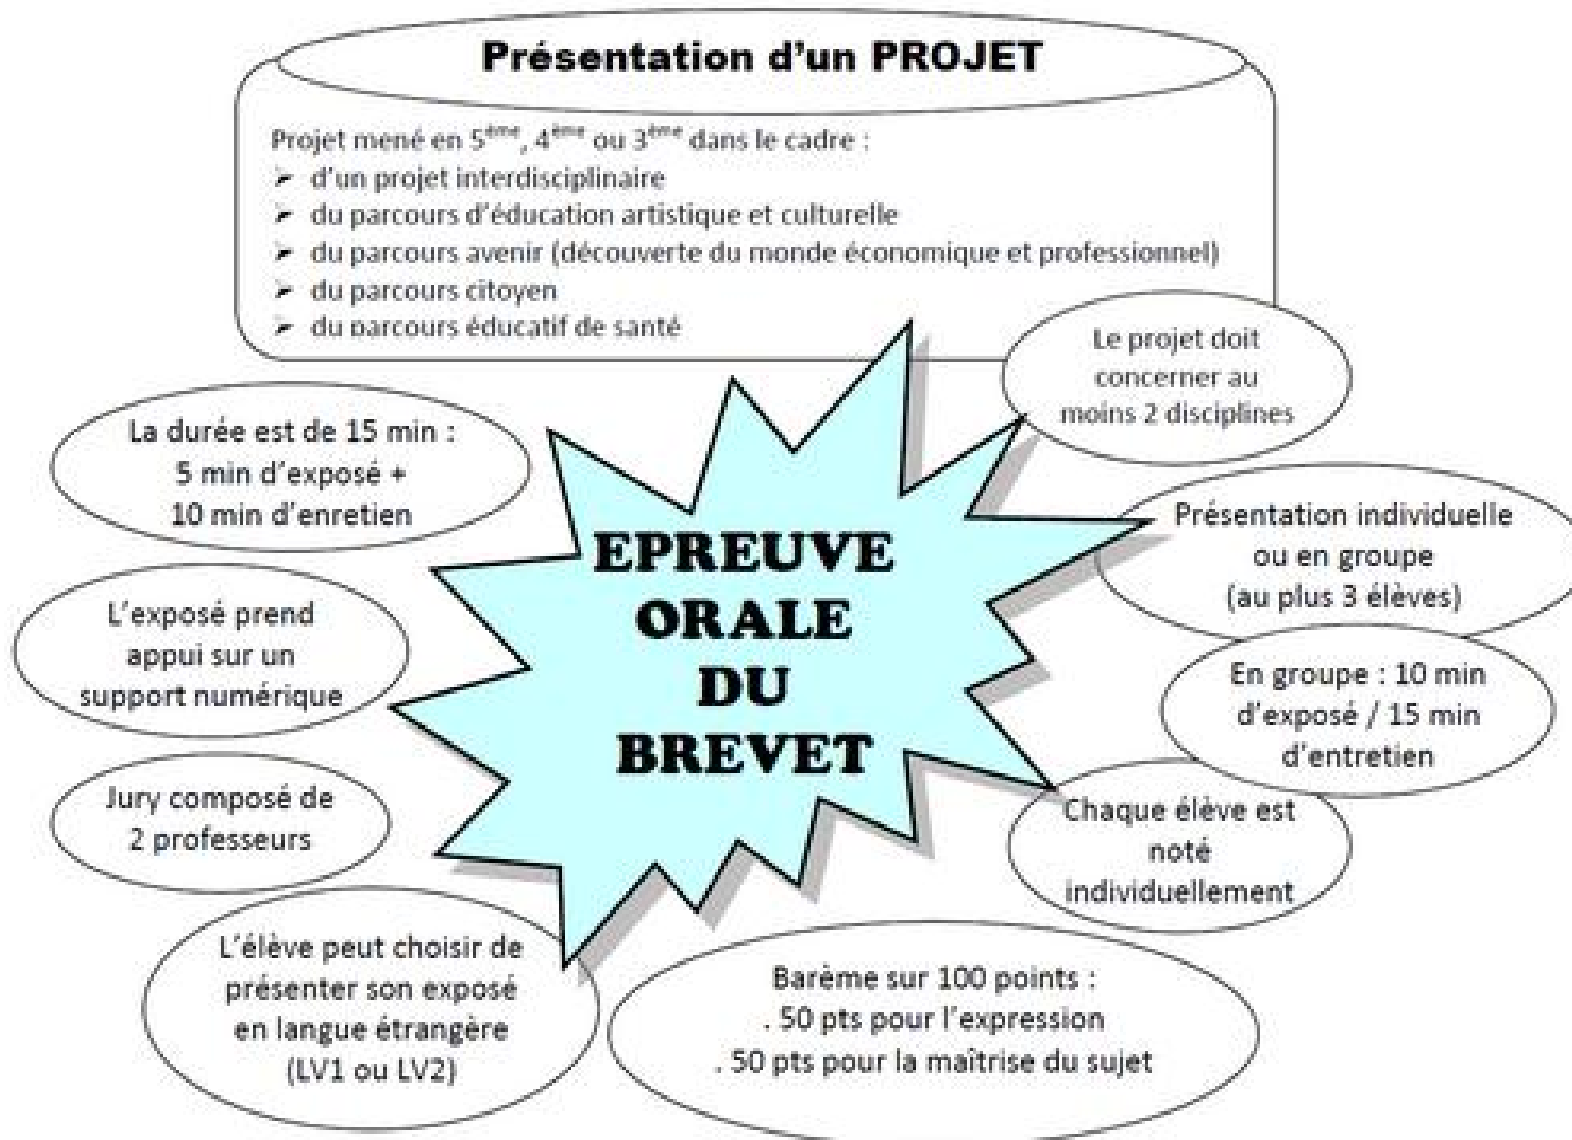 Présentation d'un PROJET
Projet mené en 5ème, 4ème ou 3ème dans le cadre :
➢ d'un projet interdisciplinaire
➢ du parcours d'éducation artistique et culturelle
➢ du parcours avenir (découverte du monde économique et professionnel)
➢ du parcours citoyen
➢ du parcours éducatif de santé
Le projet doit
concerner au
moins 2 disciplines
La durée est de 15 min :
5 min d'exposé +
10 min d'enretien
Présentation individuelle
ou en groupe
(au plus 3 élèves)
EPREUVE
ORALE
DU
BREVET
L'exposé prend
appui sur un
support numérique
En groupe : 10 min
d'exposé / 15 min
d'entretien
Jury composé de
2 professeurs
Chaque élève est
noté
individuellement
L'élève peut choisir de
présenter son exposé
en langue étrangère
(LV1 ou LV2)
Barème sur 100 points :
. 50 pts pour l'expression
. 50 pts pour la maîtrise du sujet